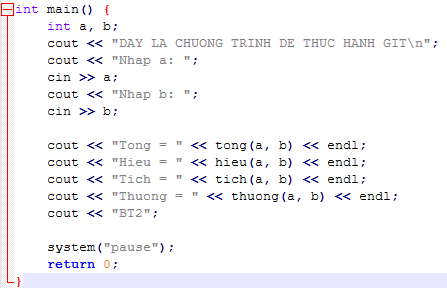 int main() {
    int a, b;
    cout << "DAY LA CHUONG TRINH DE THUC HANH GIT\n";
    cout << "Nhap a: ";
    cin >> a;
    cout << "Nhap b: ";
    cin >> b;

    cout << "Tong = " << tong(a, b) << endl;
    cout << "Hieu = " << hieu(a, b) << endl;
    cout << "Tich = " << tich(a, b) << endl;
    cout << "Thuong = " << thuong(a, b) << endl;
    cout << "BT2";

    system("pause");
    return 0;
}